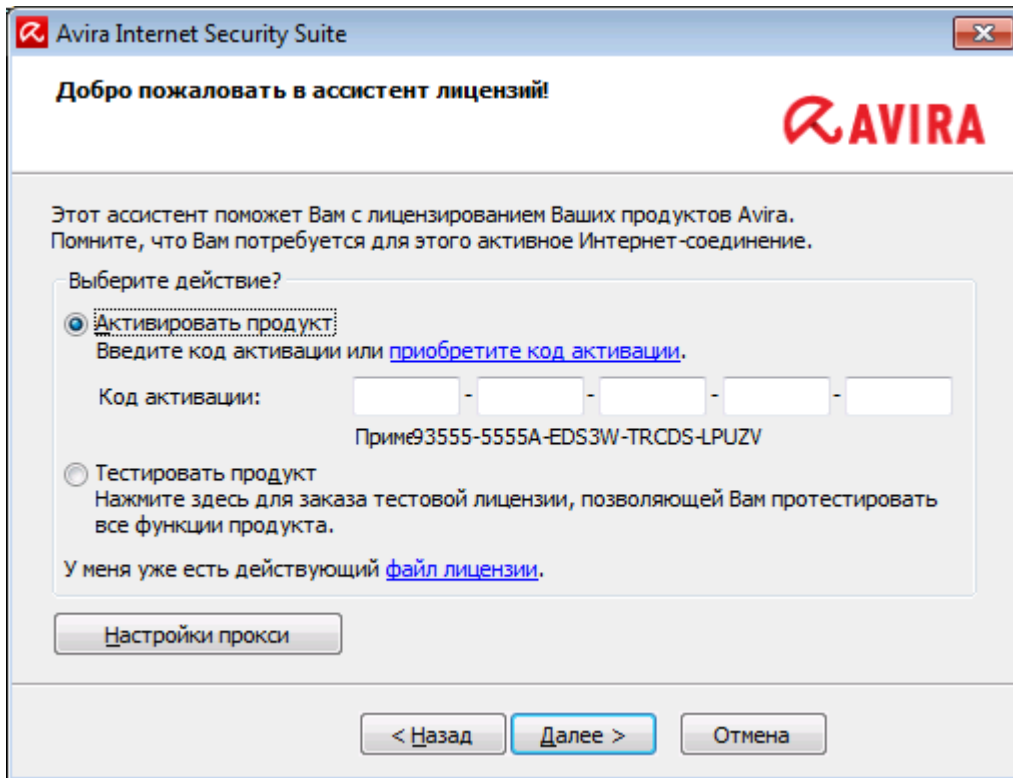 Avira Internet Security Suite
Добро пожаловать в ассистент лицензий!
AVIRA
Этот ассистент поможет Вам с лицензированием Ваших продуктов Avira.
Помните, что Вам потребуется для этого активное Интернет-соединение.
Выберите действие?
Активировать продукт
Введите код активации или приобретите код активации.
Код активации: - - - -
Приме93555-5555A-EDS3W-TRCDS-LPUZV
Тестировать продукт
Нажмите здесь для заказа тестовой лицензии, позволяющей Вам протестировать
все функции продукта.
У меня уже есть действующий файл лицензии.
Настройки прокси
< Назад Далее > Отмена